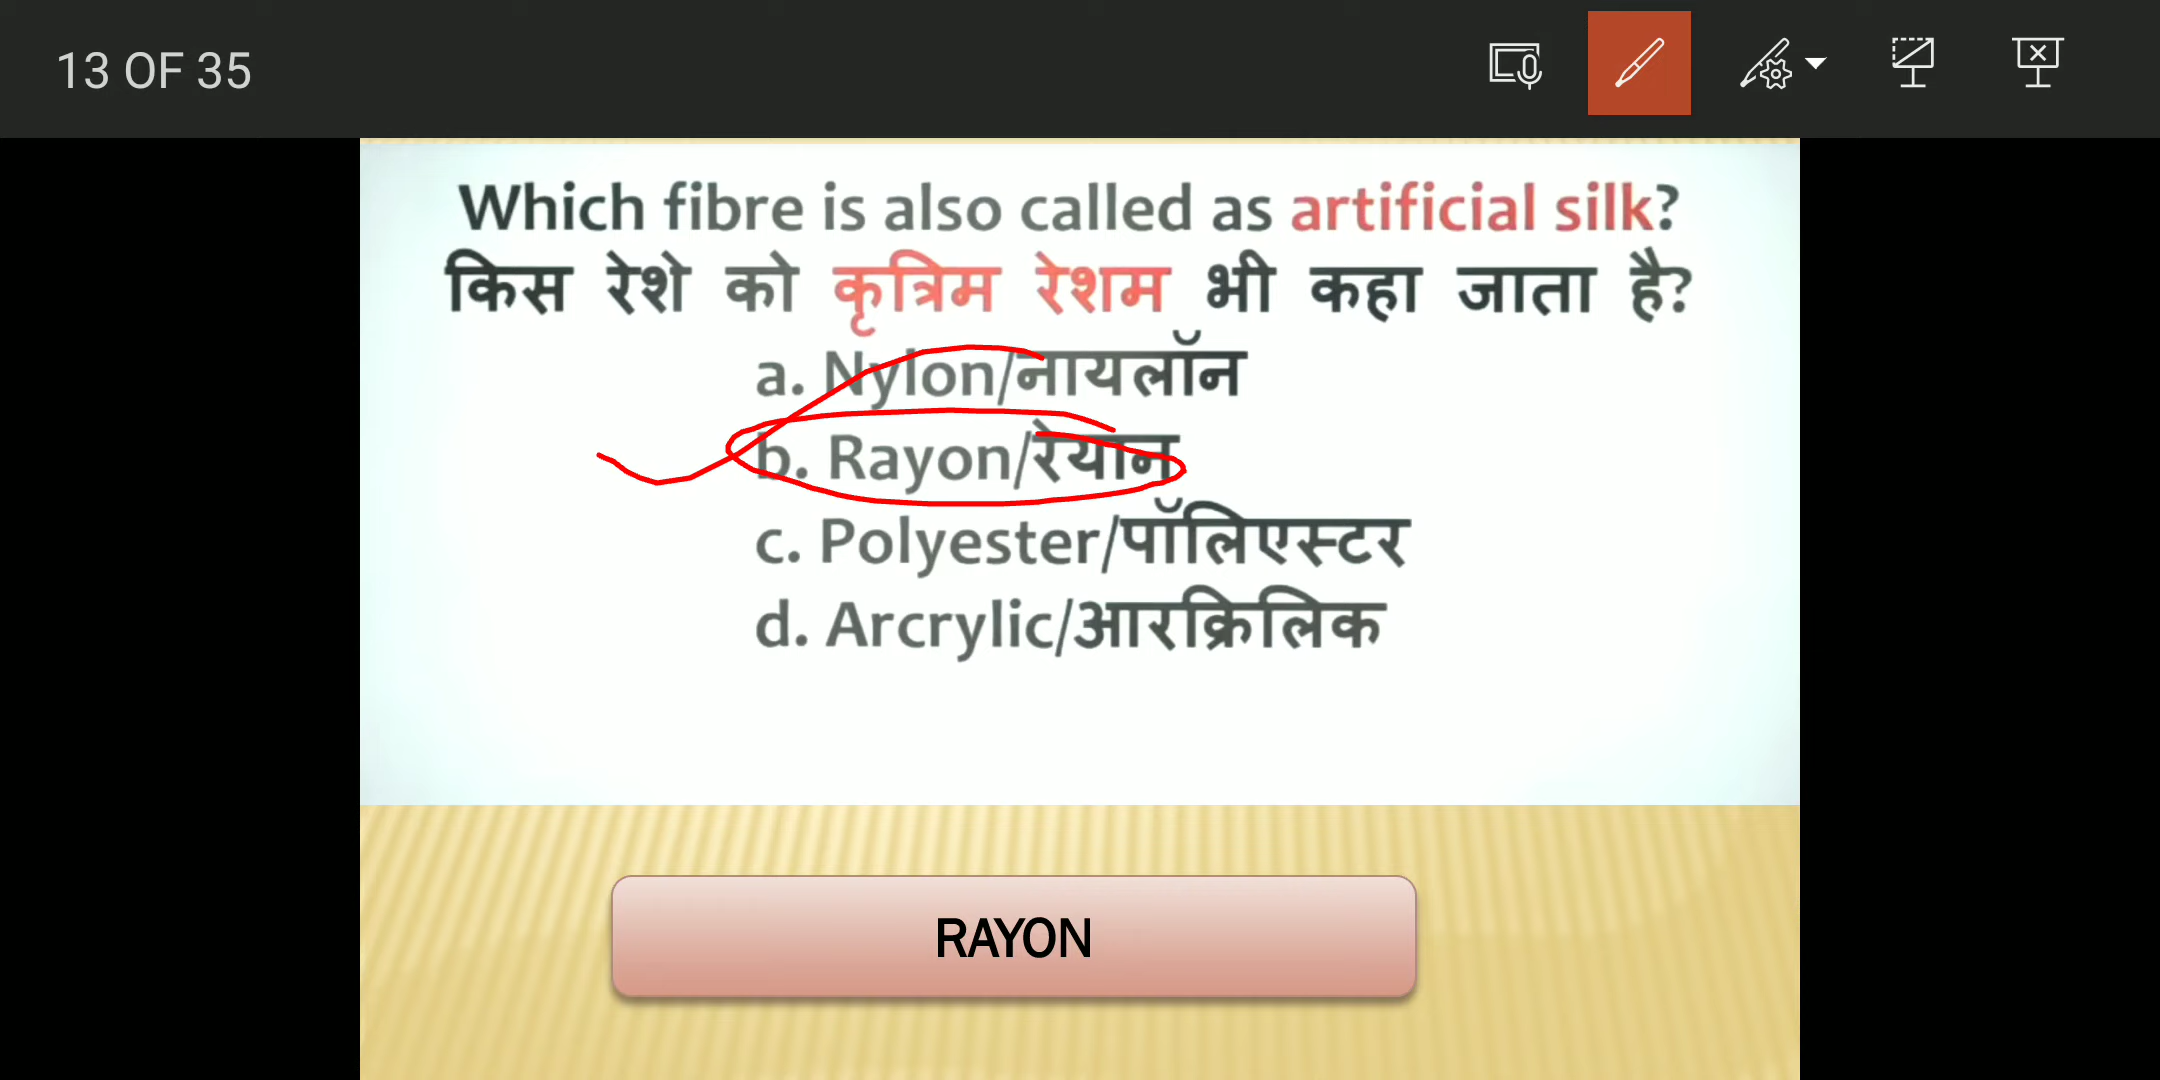 13 OF 35
Which fibre is also called as artificial silk?
किस रेशे को कृत्रिम रेशम भी कहा जाता है?
a. Nylon/नायलॉन
b. Rayon/रेयान
c. Polyester/पॉलिएस्टर
d. Arcrylic/आरक्रिलिक
RAYON